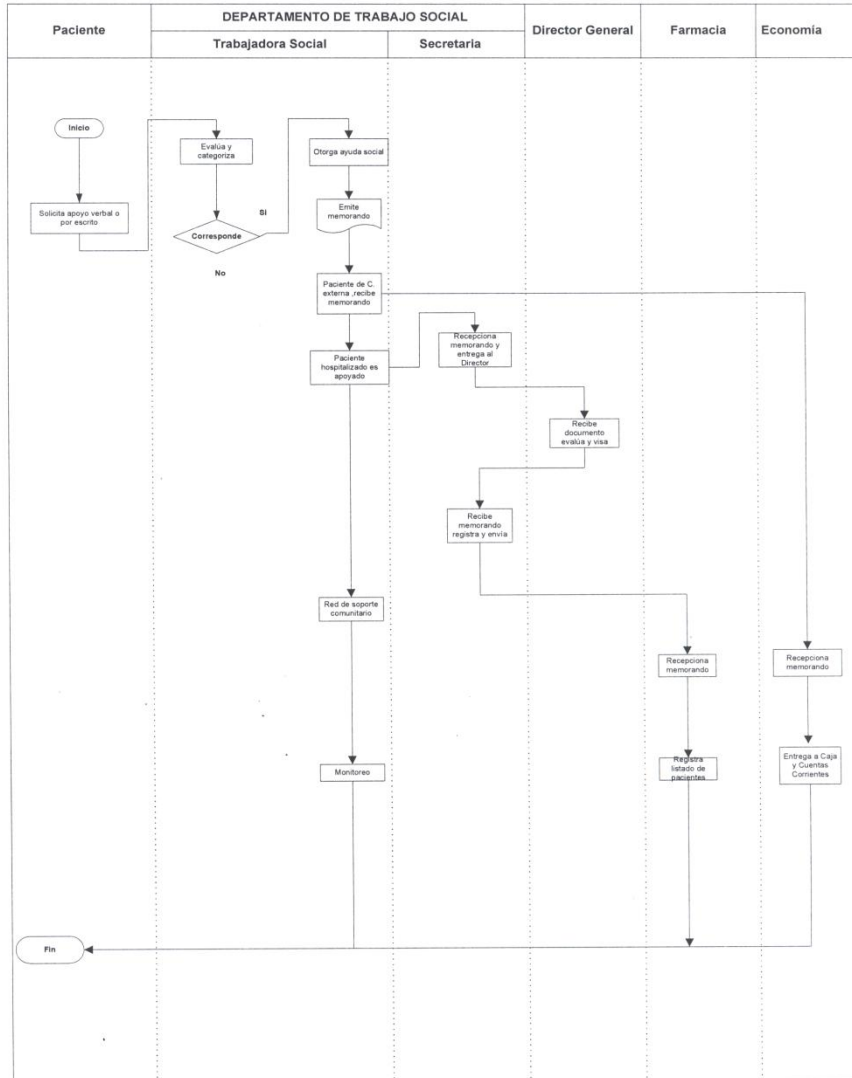 DEPARTAMENTO DE TRABAJO SOCIAL
Paciente
Trabajadora Social
Secretaria
Director General
Farmacia
Economía
Inicio
Evalúa y
categoriza
Otorga ayuda social
Solicita apoyo verbal o
por escrito
Si
Emite
memorando
Corresponde
No
Paciente de C.
externa ,recibe
memorando
Paciente
hospitalizado es
apoyado
Recepciona
memorando y
entrega al
Director
Recibe
documento
evalúa y visa
Recibe
memorando
registra y envía
Red de soporte
comunitario
Recepciona
memorando
Recepciona
memorando
Monitoreo
Registra
listado de
pacientes
Entrega a Caja
y Cuentas
Corrientes
Fin